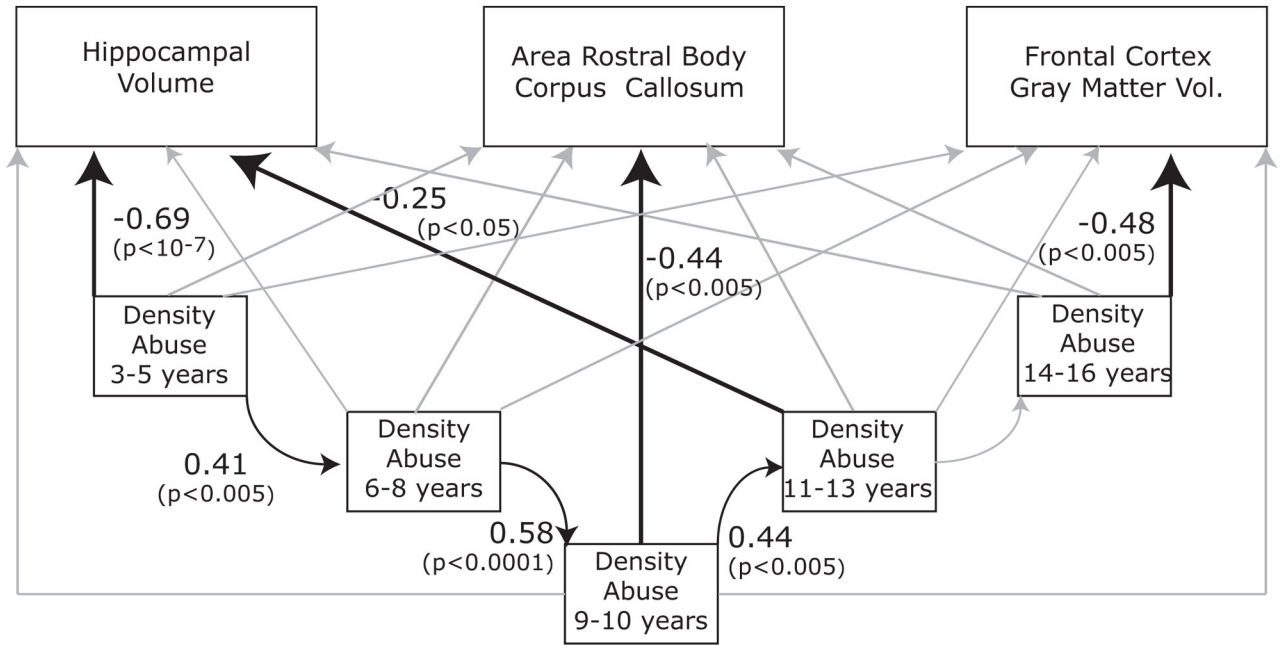 Hippocampal
Volume
Area Rostral Body
Corpus Callosum
Frontal Cortex
Gray Matter Vol.
-0.69
(p<10-7)
-0.25
(p<0.05)
-0.44
(p<0.005)
-0.48
(p<0.005)
Density
Abuse
3-5 years
Density
Abuse
14-16 years
0.41
(p<0.005)
Density
Abuse
6-8 years
Density
Abuse
11-13 years
0.58
(p<0.0001)
0.44
(p<0.005)
Density
Abuse
9-10 years